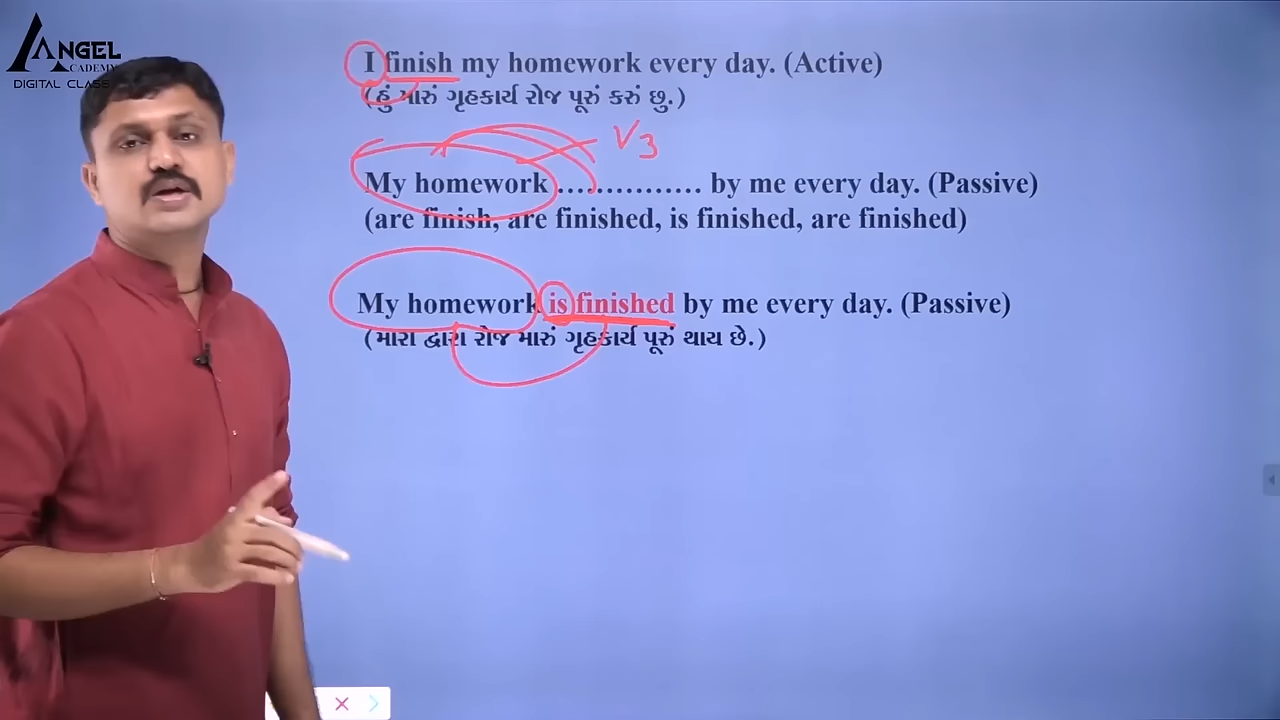 ANGEL
ACADEMY
DIGITAL CLASS
I finish my homework every day. (Active)
(હું મારું ગૃહકાર્ય રોજ પૂરું કરું છુ.)
V3
My homework ............... by me every day. (Passive)
(are finish, are finished, is finished, are finished)
My homework is finished by me every day. (Passive)
(મારા દ્વારા રોજ મારું ગૃહકાર્ય પૂરું થાય છે.)